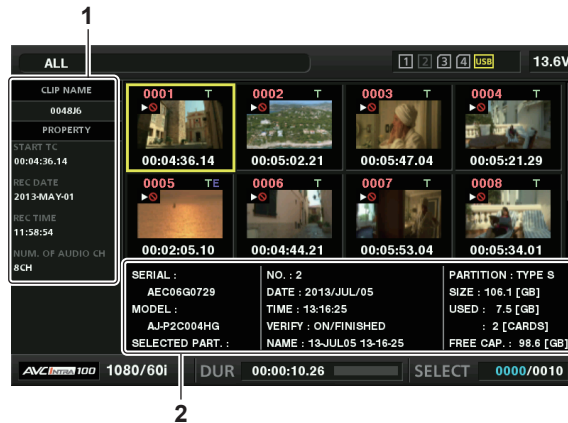 1
ALL
1 2 3 4 USB
13.6V
CLIP NAME
0048J6
PROPERTY
START TC
00:04:36.14
REC DATE
2013-MAY-01
REC TIME
11:58:54
NUM. OF AUDIO CH
8CH
0001 T
00:04:36.14
0002 T
00:05:02.21
0003 T
00:05:47.04
0004 T
00:05:21.29
0005 TE
00:02:05.10
0006 T
00:04:44.21
0007 T
00:05:53.04
0008 T
00:05:34.01
SERIAL :
AEC06G0729
MODEL :
AJ-P2C004HG
SELECTED PART. :
NO. : 2
DATE : 2013/JUL/05
TIME : 13:16:25
VERIFY : ON/FINISHED
NAME : 13-JUL05 13-16-25
PARTITION : TYPE S
SIZE : 106.1 [GB]
USED : 7.5 [GB]
: 2 [CARDS]
FREE CAP. : 98.6 [GB]
AVC INTRA 100 1080/60i
DUR 00:00:10.26
SELECT 0000/0010
2